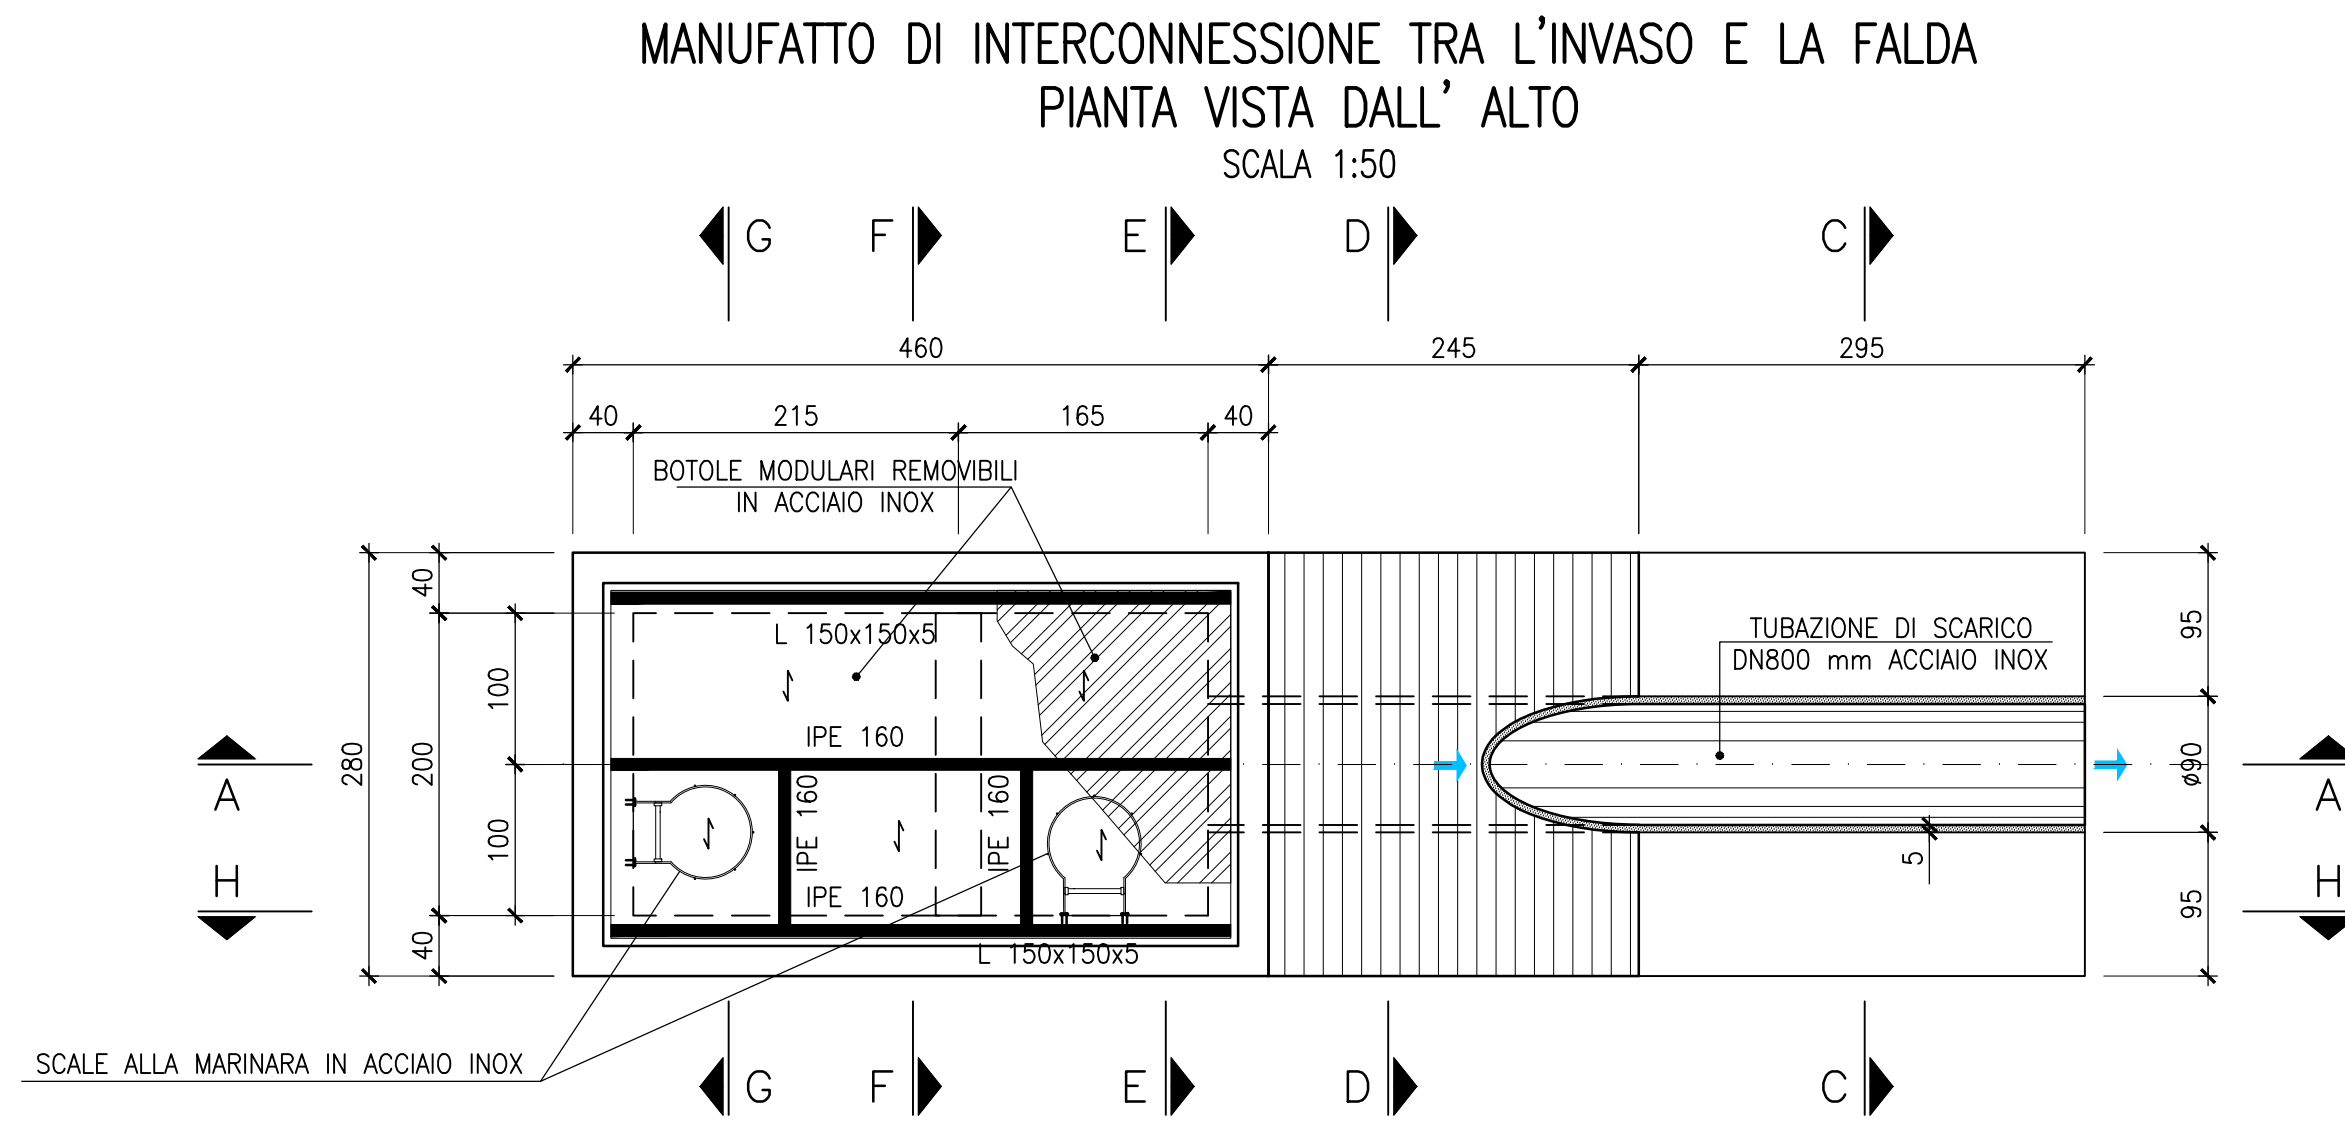 MANUFATTO DI INTERCONNESSIONE TRA L'INVASO E LA FALDA
PIANTA VISTA DALL' ALTO
SCALA 1:50
G F E D C
460 245 295
40 215 165 40
BOTOLE MODULARI REMOVIBILI
IN ACCIAIO INOX
40
95
L 150x150x5
TUBAZIONE DI SCARICO
DN800 mm ACCIAIO INOX
100
IPE 160
280
200
ø90
A
A
IPE 160
IPE 160
100
5
H
H
IPE 160
95
40
L 150x150x5
SCALE ALLA MARINARA IN ACCIAIO INOX
G F E D C